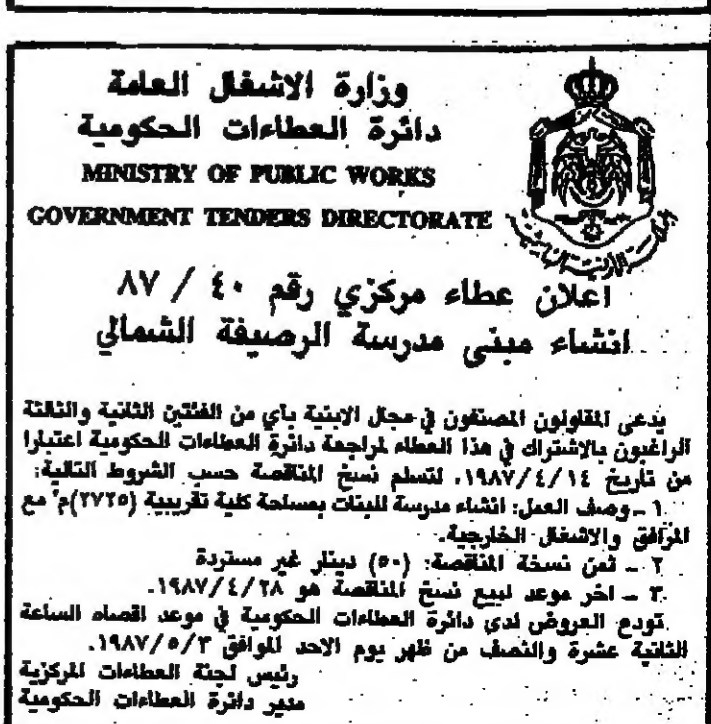 وزارة الاشغال العامة
دائرة العطاءات الحكومية
MINISTRY OF PUBLIC WORKS
GOVERNMENT TENDERS DIRECTORATE
المملكة الأردنية الهاشمية
اعلان عطاء مركزي رقم ٤٠ / ٨٧
انشاء مبنى مدرسة الرصيفة الشمالي
يدعى المقاولون المصنفون في مجال الابنية بأي من الفئتين الثانية والثالثة
الراغبون بالاشتراك في هذا العطاء لمراجعة دائرة العطاءات الحكومية اعتبارا
من تاريخ ١٩٨٧/٤/١٤، لتسلم نسخ المناقصة حسب الشروط التالية:
١ – وصف العمل: انشاء مدرسة للبنات بمساحة كلية تقريبية (٢٧٢٥)م٢ مع
المرافق والاشغال الخارجية.
٢ – ثمن نسخة المناقصة: (٥٠) دينار غير مستردة
٣ – اخر موعد لبيع نسخ المناقصة هو ١٩٨٧/٤/٢٨.
تودع العروض لدى دائرة العطاءات الحكومية في موعد اقصاه الساعة
الثانية عشرة والنصف من ظهر يوم الاحد الموافق ١٩٨٧/٥/٣.
رئيس لجنة العطاءات المركزية
مدير دائرة العطاءات الحكومية